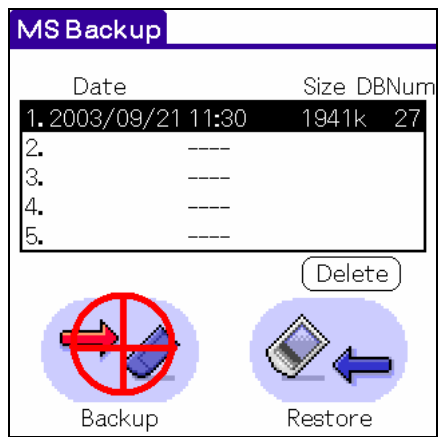 MS Backup
Date Size DBNum
1. 2003/09/21 11:30 1941k 27
2. ----
3. ----
4. ----
5. ----
Delete
Backup Restore